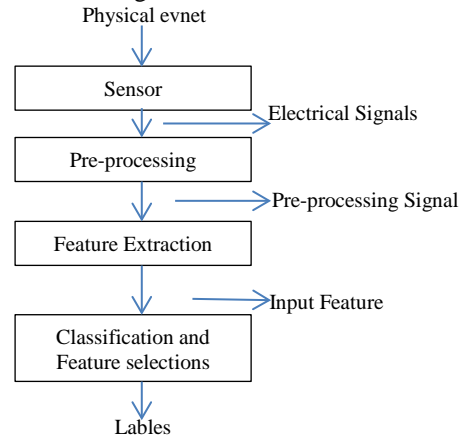 Physical evnet
Sensor
Electrical Signals
Pre-processing
Pre-processing Signal
Feature Extraction
Input Feature
Classification and
Feature selections
Lables